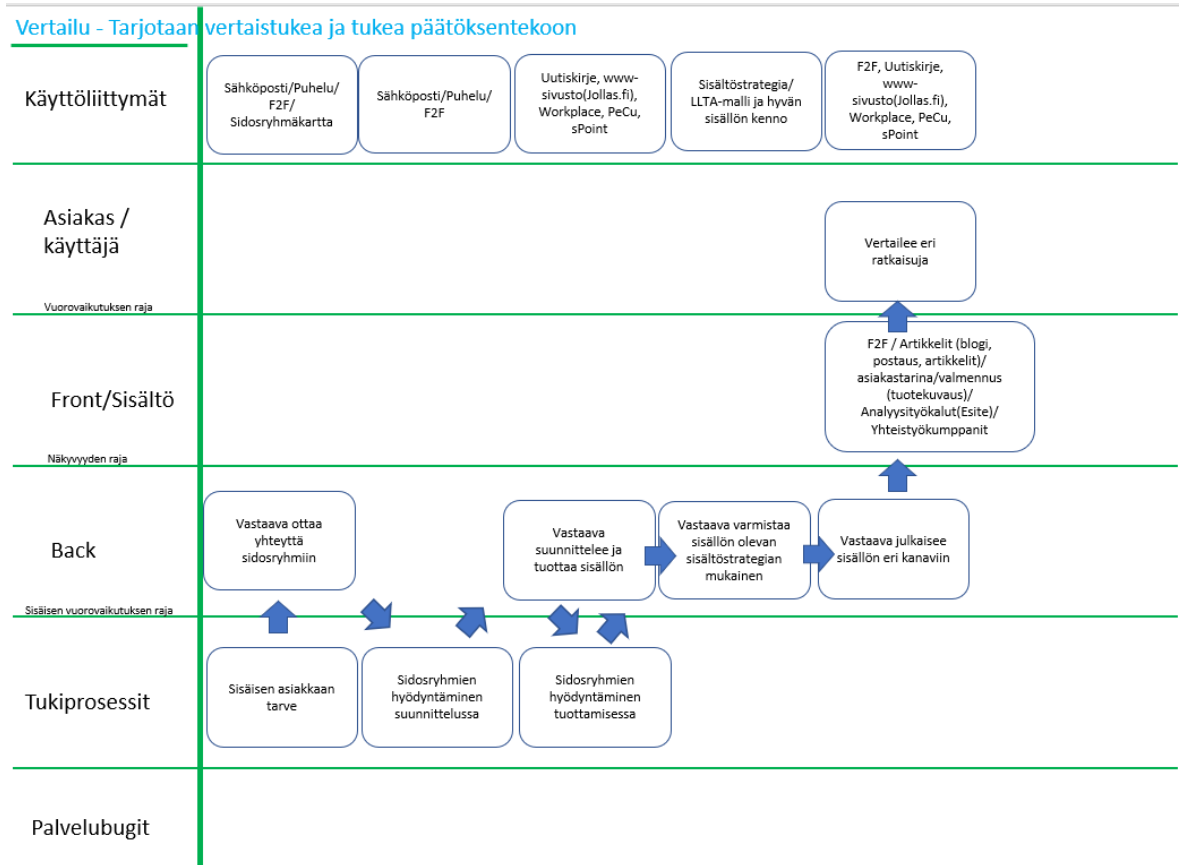 Vertailu - Tarjotaan vertaistukea ja tukea päätöksentekoon
Käyttöliittymät
Sähköposti/Puhelu/
F2F/
Sidosryhmäkartta
Sähköposti/Puhelu/
F2F
Uutiskirje, www-
sivusto(Jollas.fi),
Workplace, PeCu,
sPoint
Sisältöstrategia/
LLTA-malli ja hyvän
sisällön kenno
F2F, Uutiskirje,
www-
sivusto(Jollas.fi),
Workplace, PeCu,
sPoint
Asiakas /
käyttäjä
Vertailee eri
ratkaisuja
Vuorovaikutuksen raja
Front/Sisältö
F2F / Artikkelit (blogi,
postaus, artikkelit)/
asiakastarina/valmennus
(tuotekuvaus)/
Analyysityökalut(Esite)/
Yhteistyökumppanit
Näkyvyyden raja
Back
Vastaava ottaa
yhteyttä
sidosryhmiin
Vastaava
suunnittelee ja
tuottaa sisällön
Vastaava varmistaa
sisällön olevan
sisältöstrategian
mukainen
Vastaava julkaisee
sisällön eri kanaviin
Sisäisen vuorovaikutuksen raja
Tukiprosessit
Sisäisen asiakkaan
tarve
Sidosryhmien
hyödyntäminen
suunnittelussa
Sidosryhmien
hyödyntäminen
tuottamisessa
Palvelubugit